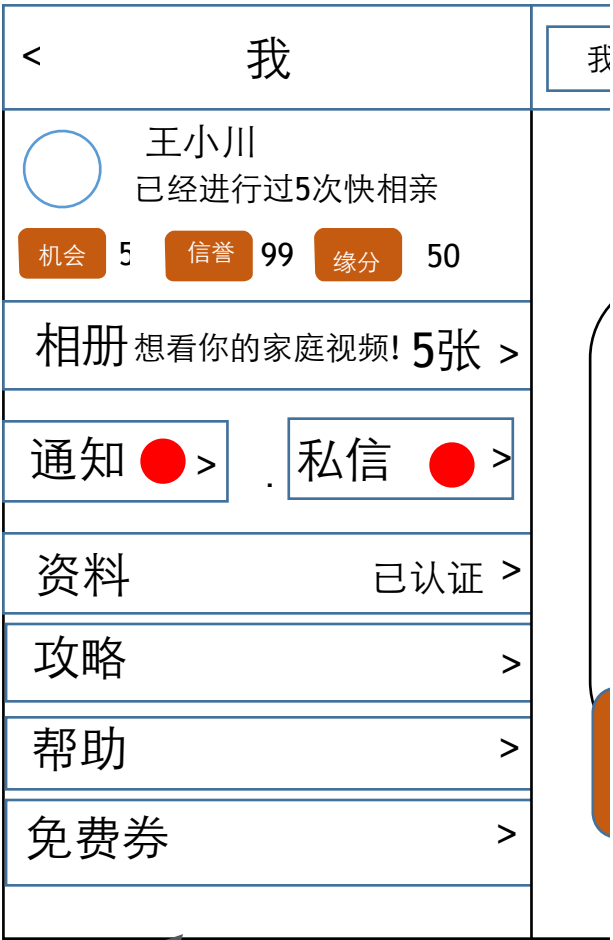 < 我
我
王小川
已经进行过5次快相亲
机会 5 信誉 99 缘分 50
相册 想看你的家庭视频! 5张 >
通知 > . 私信 >
资料 已认证 >
攻略 >
帮助 >
免费券 >